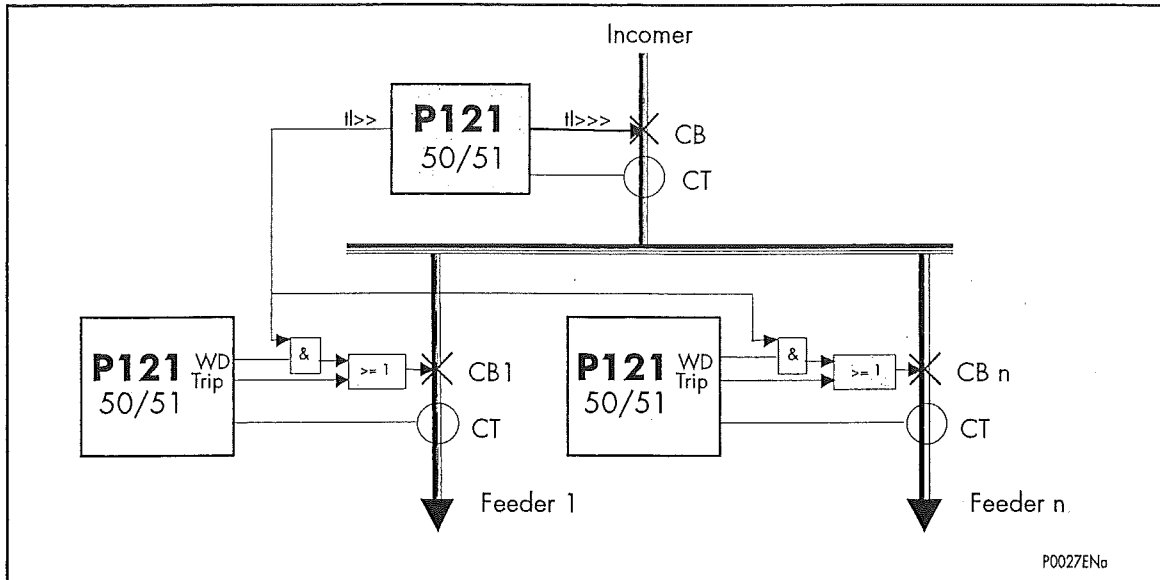 Incomer
tI>>
P121
50/51
tI>>>
CB
CT
P121
50/51
WD
Trip
&
>= 1
CB1
CT
Feeder 1
P121
50/51
WD
Trip
&
>= 1
CB n
CT
Feeder n
P0027ENa